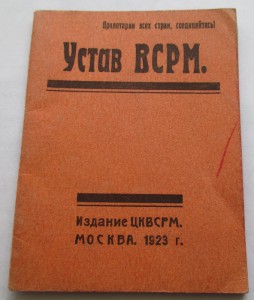 Пролетарии всех стран, соединяйтесь!
Устав ВСРМ.
Издание ЦКВСРМ.
МОСКВА. 1923 г.